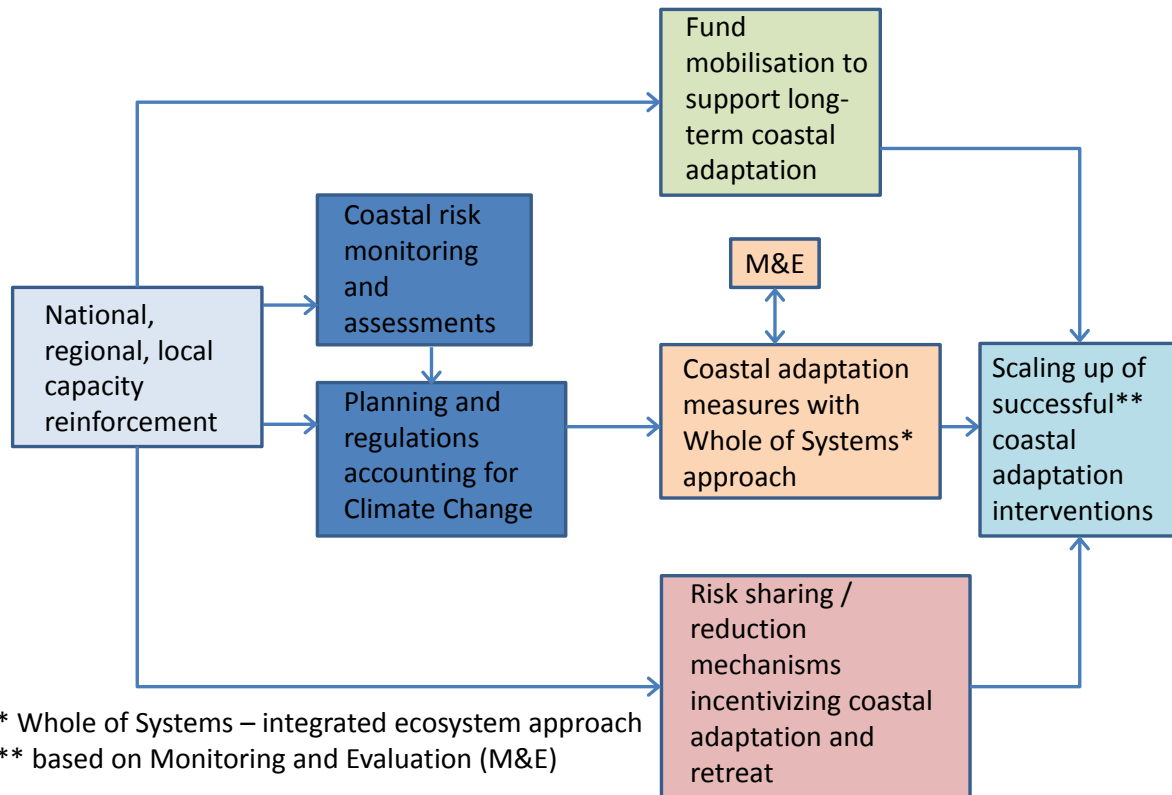 Fund
mobilisation to
support long-
term coastal
adaptation
Coastal risk
monitoring
and
assessments
M&E
National,
regional, local
capacity
reinforcement
Planning and
regulations
accounting for
Climate Change
Coastal adaptation
measures with
Whole of Systems*
approach
Scaling up of
successful**
coastal
adaptation
interventions
Risk sharing /
reduction
mechanisms
incentivizing coastal
adaptation and
retreat
* Whole of Systems – integrated ecosystem approach
** based on Monitoring and Evaluation (M&E)